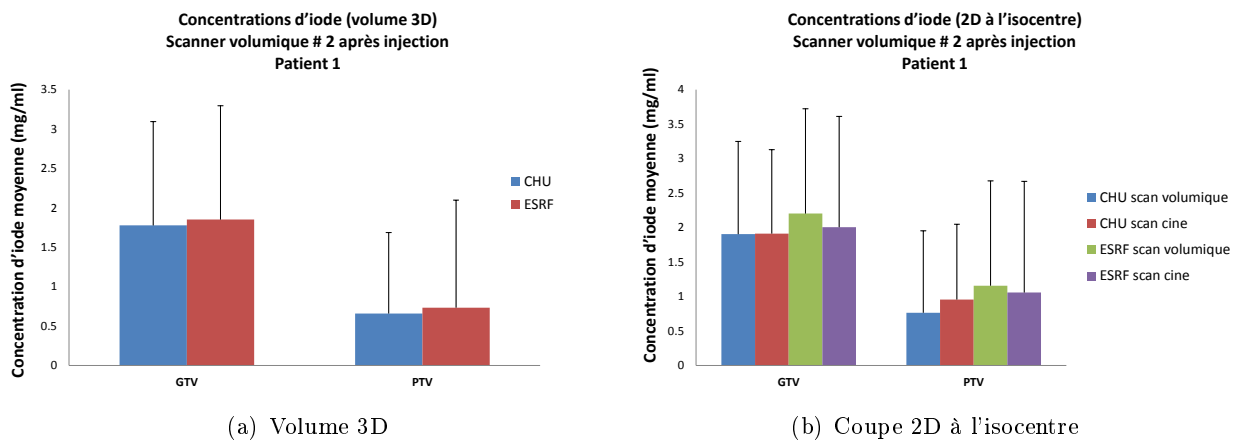 Concentrations d'iode (volume 3D)
Scanner volumique # 2 après injection
Patient 1
Concentration d'iode moyenne (mg/ml)
3.5
3
2.5
2
1.5
1
0.5
0
GTV
PTV
CHU
ESRF
(a) Volume 3D
Concentrations d'iode (2D à l'isocentre)
Scanner volumique # 2 après injection
Patient 1
Concentration d'iode moyenne (mg/ml)
4
3.5
3
2.5
2
1.5
1
0.5
0
GTV
PTV
CHU scan volumique
CHU scan cine
ESRF scan volumique
ESRF scan cine
(b) Coupe 2D à l'isocentre